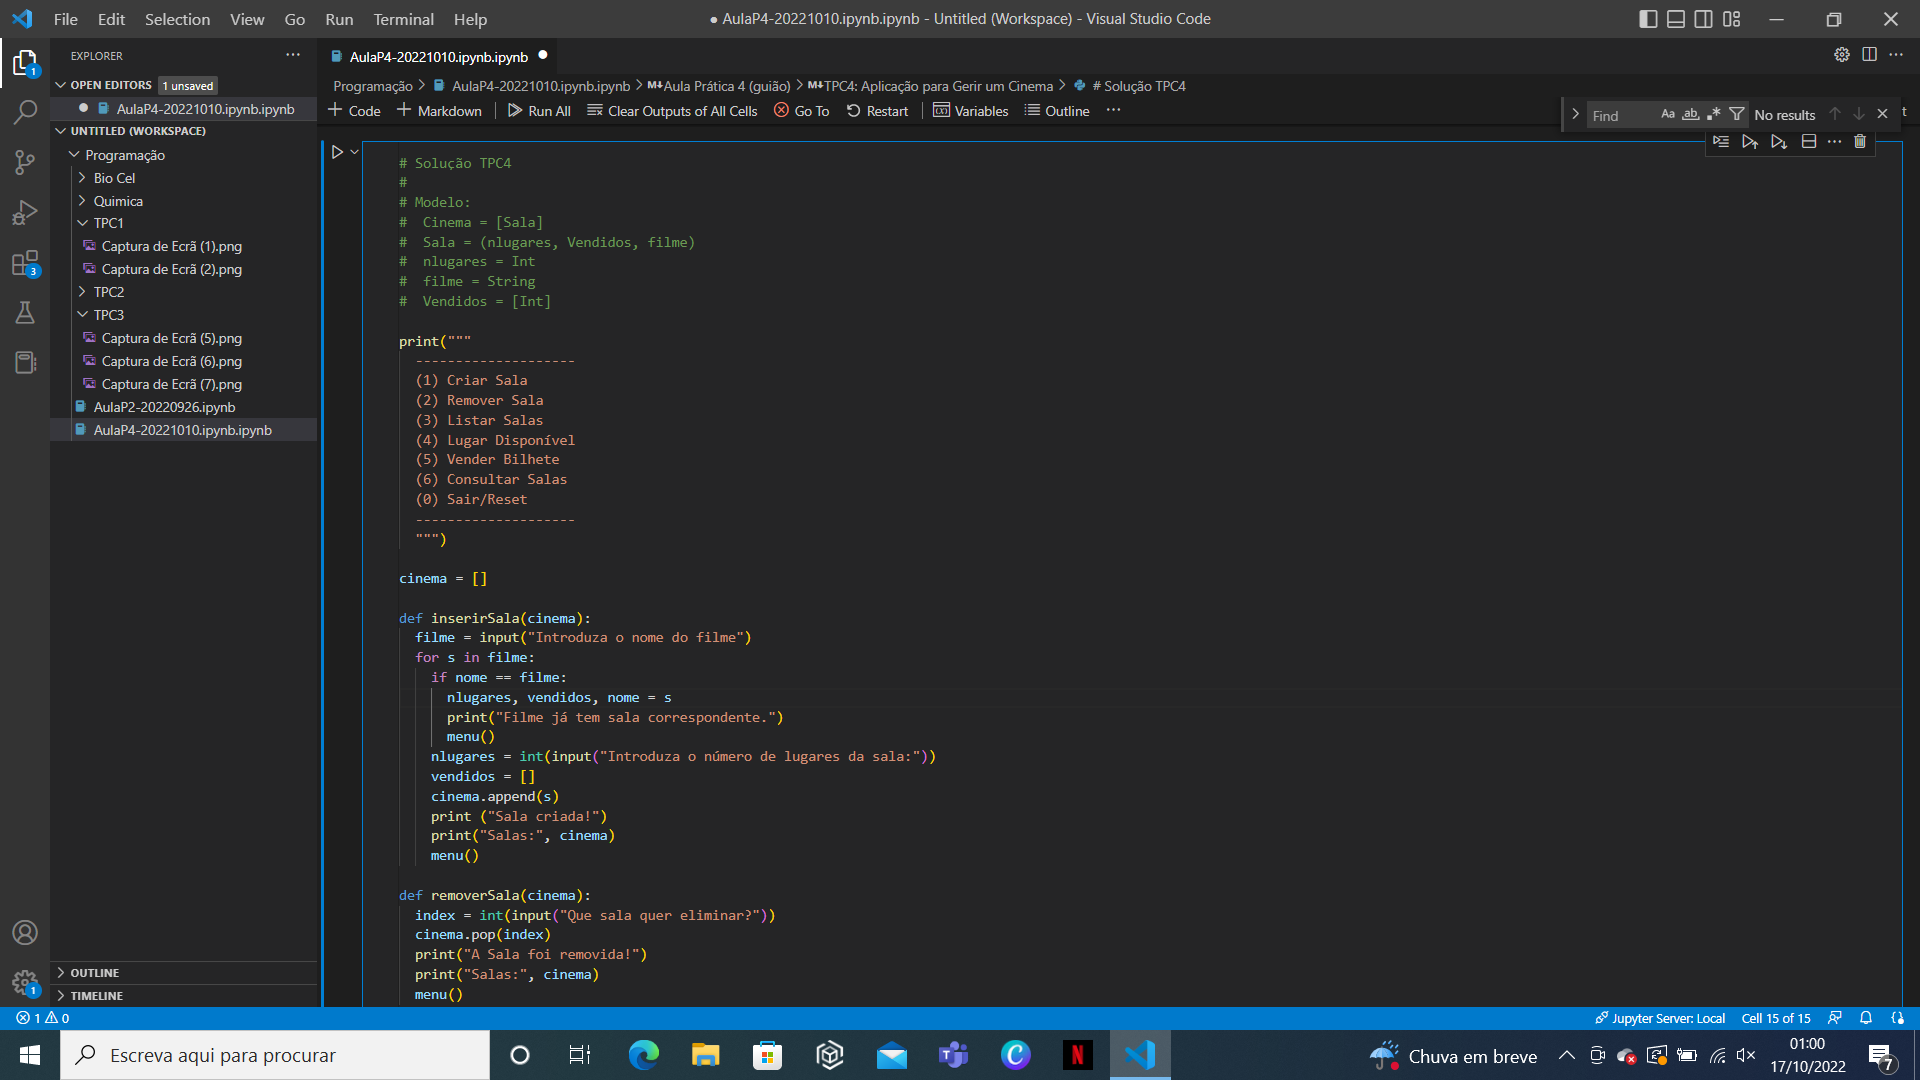 File Edit Selection View Go Run Terminal Help
● AulaP4-20221010.ipynb.ipynb - Untitled (Workspace) - Visual Studio Code
EXPLORER
OPEN EDITORS 1 unsaved
AulaP4-20221010.ipynb.ipynb
UNTITLED (WORKSPACE)
Programação
Bio Cel
Quimica
TPC1
Captura de Ecrã (1).png
Captura de Ecrã (2).png
TPC2
TPC3
Captura de Ecrã (5).png
Captura de Ecrã (6).png
Captura de Ecrã (7).png
AulaP2-20220926.ipynb
AulaP4-20221010.ipynb.ipynb
OUTLINE
TIMELINE
1
3
1
AulaP4-20221010.ipynb.ipynb
Programação > AulaP4-20221010.ipynb.ipynb > M↓Aula Prática 4 (guião) > M↓TPC4: Aplicação para Gerir um Cinema > # Solução TPC4
+ Code + Markdown Run All Clear Outputs of All Cells Go To Restart Variables Outline ···
Find Aa ab .* No results
# Solução TPC4
#
# Modelo:
#  Cinema = [Sala]
#  Sala = (nlugares, Vendidos, filme)
#  nlugares = Int
#  filme = String
#  Vendidos = [Int]
print("""
--------------------
(1) Criar Sala
(2) Remover Sala
(3) Listar Salas
(4) Lugar Disponível
(5) Vender Bilhete
(6) Consultar Salas
(0) Sair/Reset
--------------------
""")
cinema = []
def inserirSala(cinema):
filme = input("Introduza o nome do filme")
for s in filme:
if nome == filme:
nlugares, vendidos, nome = s
print("Filme já tem sala correspondente.")
menu()
nlugares = int(input("Introduza o número de lugares da sala:"))
vendidos = []
cinema.append(s)
print ("Sala criada!")
print("Salas:", cinema)
menu()
def removerSala(cinema):
index = int(input("Que sala quer eliminar?"))
cinema.pop(index)
print("A Sala foi removida!")
print("Salas:", cinema)
menu()
1 0
Jupyter Server: Local Cell 15 of 15
Escreva aqui para procurar
Chuva em breve
01:00
17/10/2022
7